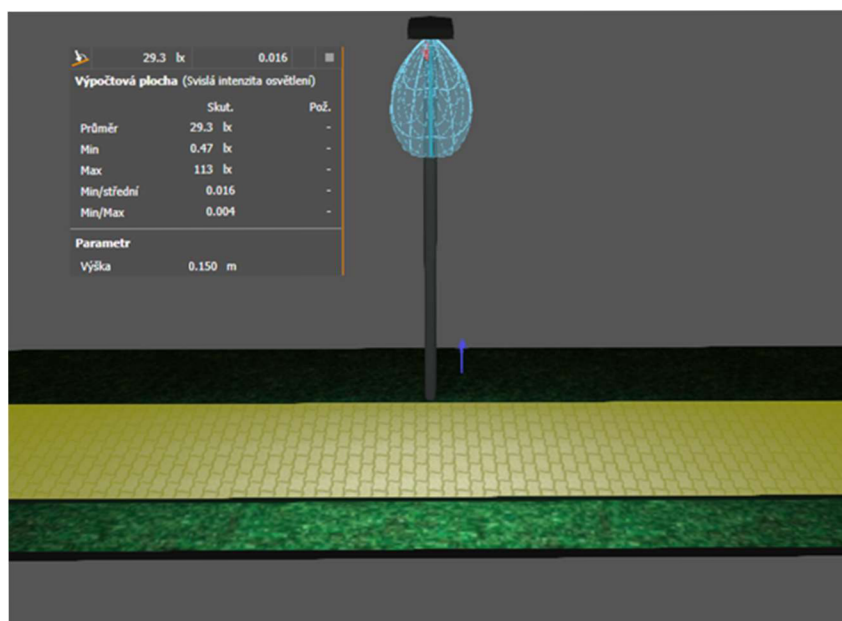 29.3 lx 0.016
Výpočtová plocha (Svislá intenzita osvětlení)
Skut. Pož.
Průměr 29.3 lx -
Min 0.47 lx -
Max 113 lx -
Min/střední 0.016 -
Min/Max 0.004 -
Parametr
Výška 0.150 m